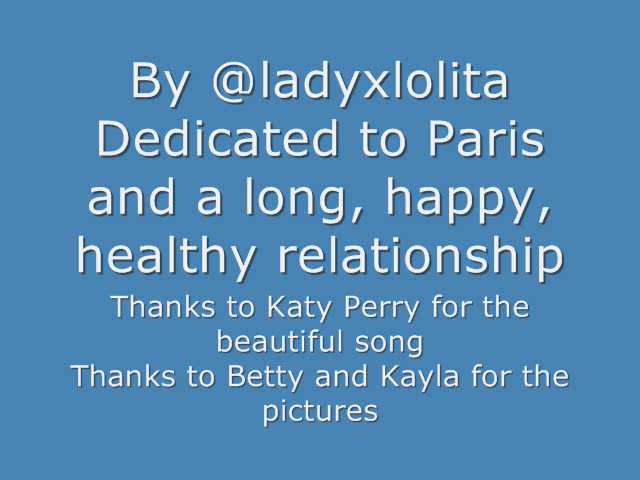 By @ladyxlolita
Dedicated to Paris
and a long, happy,
healthy relationship
Thanks to Katy Perry for the
beautiful song
Thanks to Betty and Kayla for the
pictures